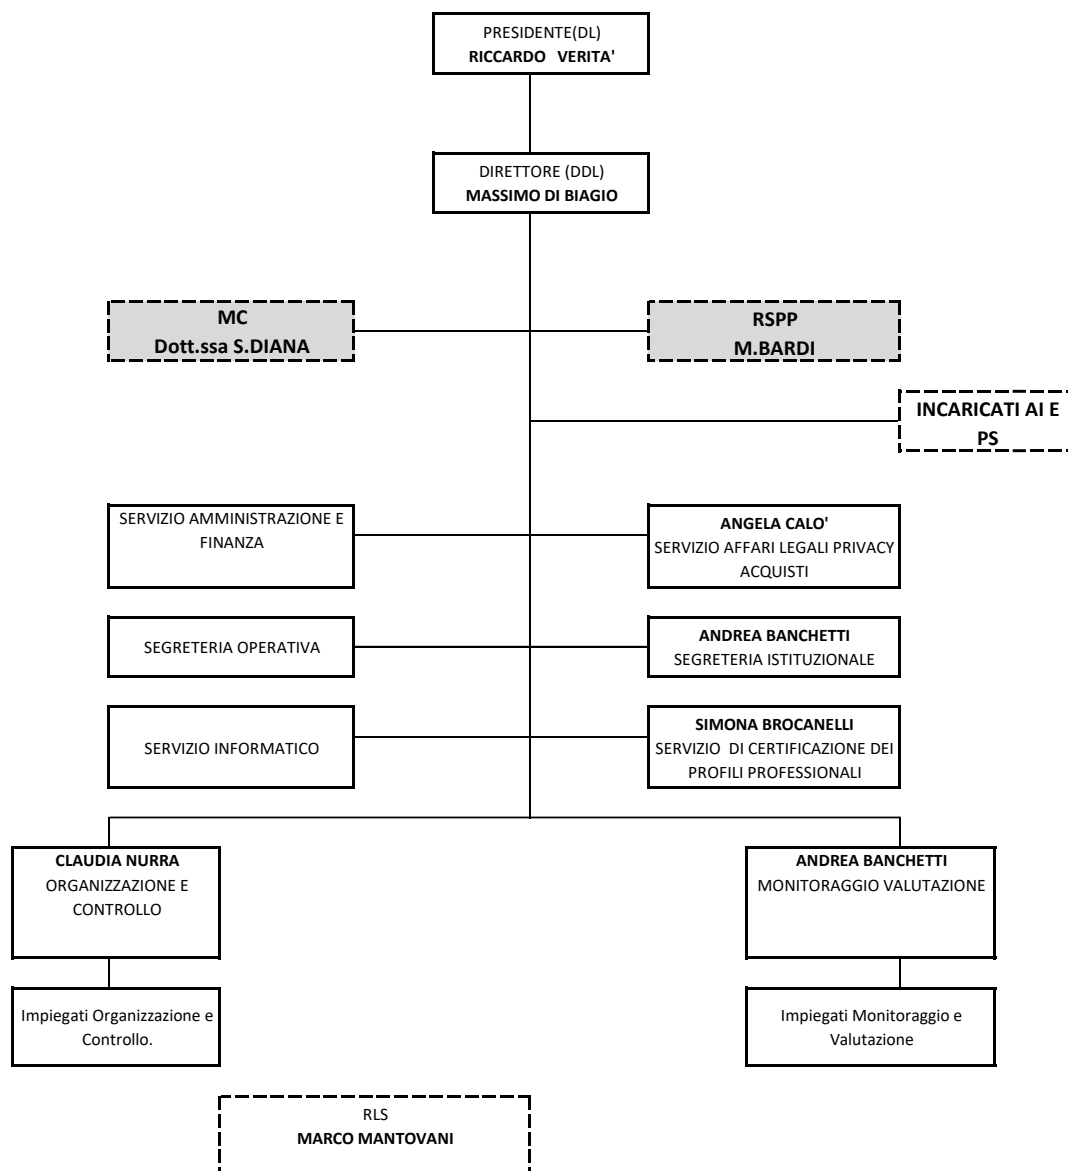 PRESIDENTE(DL)
RICCARDO VERITA'
DIRETTORE (DDL)
MASSIMO DI BIAGIO
MC
Dott.ssa S.DIANA
RSPP
M.BARDI
INCARICATI AI E
PS
SERVIZIO AMMINISTRAZIONE E
FINANZA
ANGELA CALO'
SERVIZIO AFFARI LEGALI PRIVACY
ACQUISTI
SEGRETERIA OPERATIVA
ANDREA BANCHETTI
SEGRETERIA ISTITUZIONALE
SERVIZIO INFORMATICO
SIMONA BROCANELLI
SERVIZIO DI CERTIFICAZIONE DEI
PROFILI PROFESSIONALI
CLAUDIA NURRA
ORGANIZZAZIONE E
CONTROLLO
ANDREA BANCHETTI
MONITORAGGIO VALUTAZIONE
Impiegati Organizzazione e
Controllo.
Impiegati Monitoraggio e
Valutazione
RLS
MARCO MANTOVANI